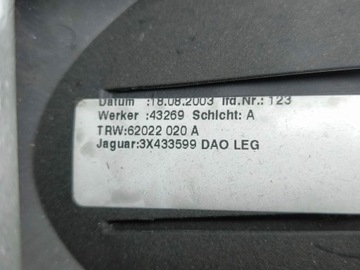 Datum :18.08.2003 lfd.Nr.: 123
Werker :43269 Schicht: A
TRW:62022 020 A
Jaguar:3X433599 DAO LEG